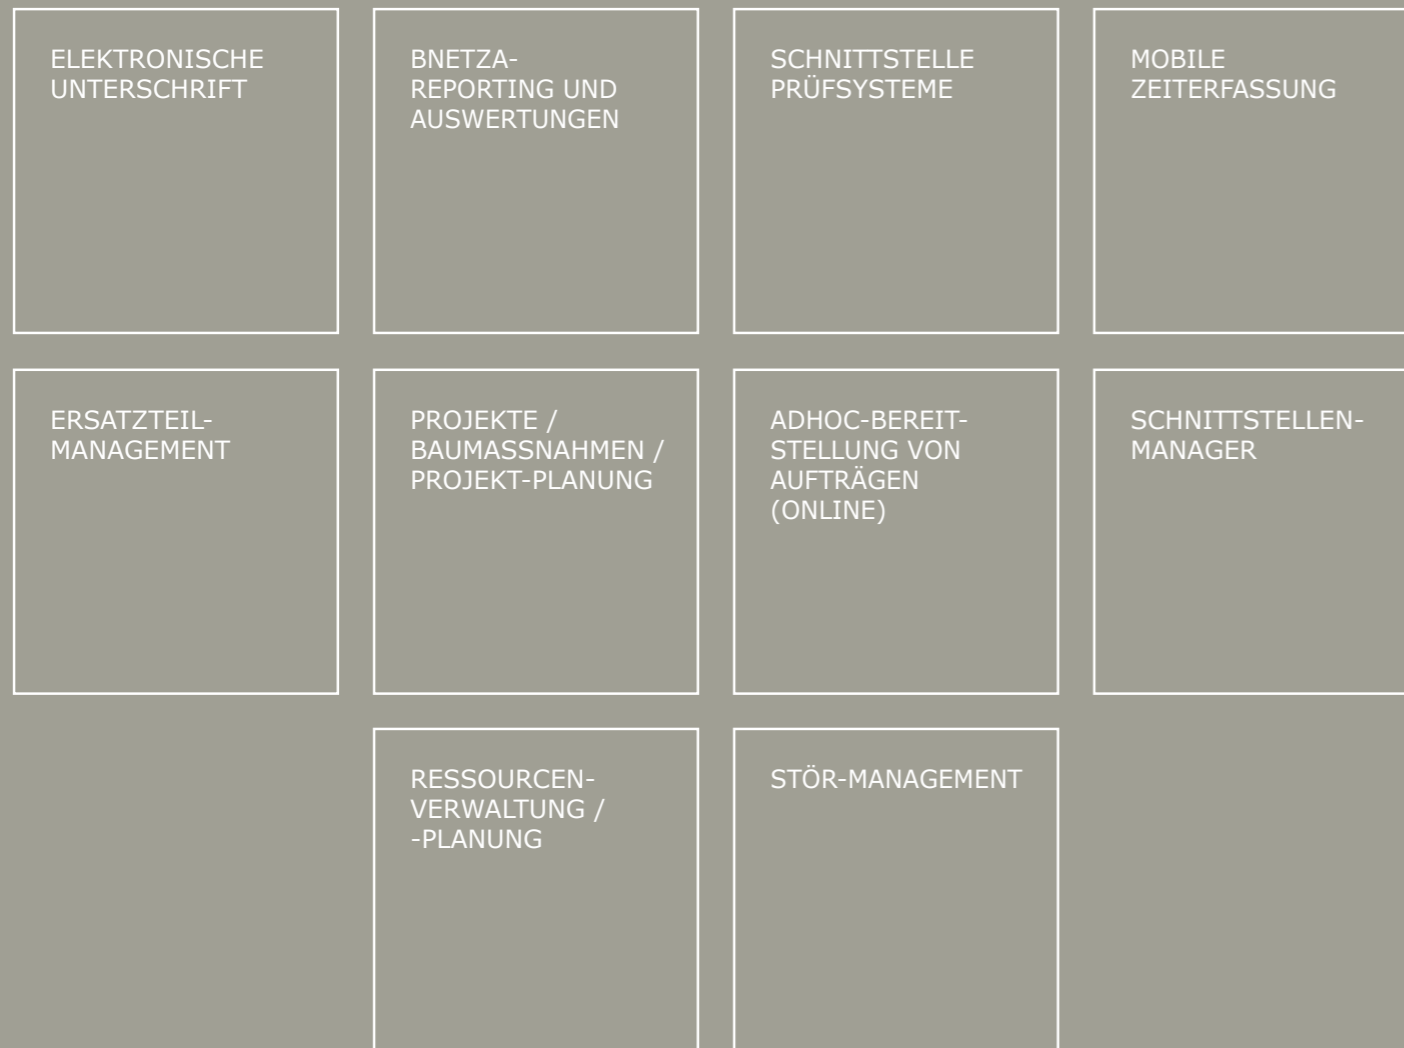 ELEKTRONISCHE
UNTERSCHRIFT
BNETZA-
REPORTING UND
AUSWERTUNGEN
SCHNITTSTELLE
PRÜFSYSTEME
MOBILE
ZEITERFASSUNG
ERSATZTEIL-
MANAGEMENT
PROJEKTE /
BAUMASSNAHMEN /
PROJEKT-PLANUNG
ADHOC-BEREIT-
STELLUNG VON
AUFTRÄGEN
(ONLINE)
SCHNITTSTELLEN-
MANAGER
RESSOURCEN-
VERWALTUNG /
-PLANUNG
STÖR-MANAGEMENT